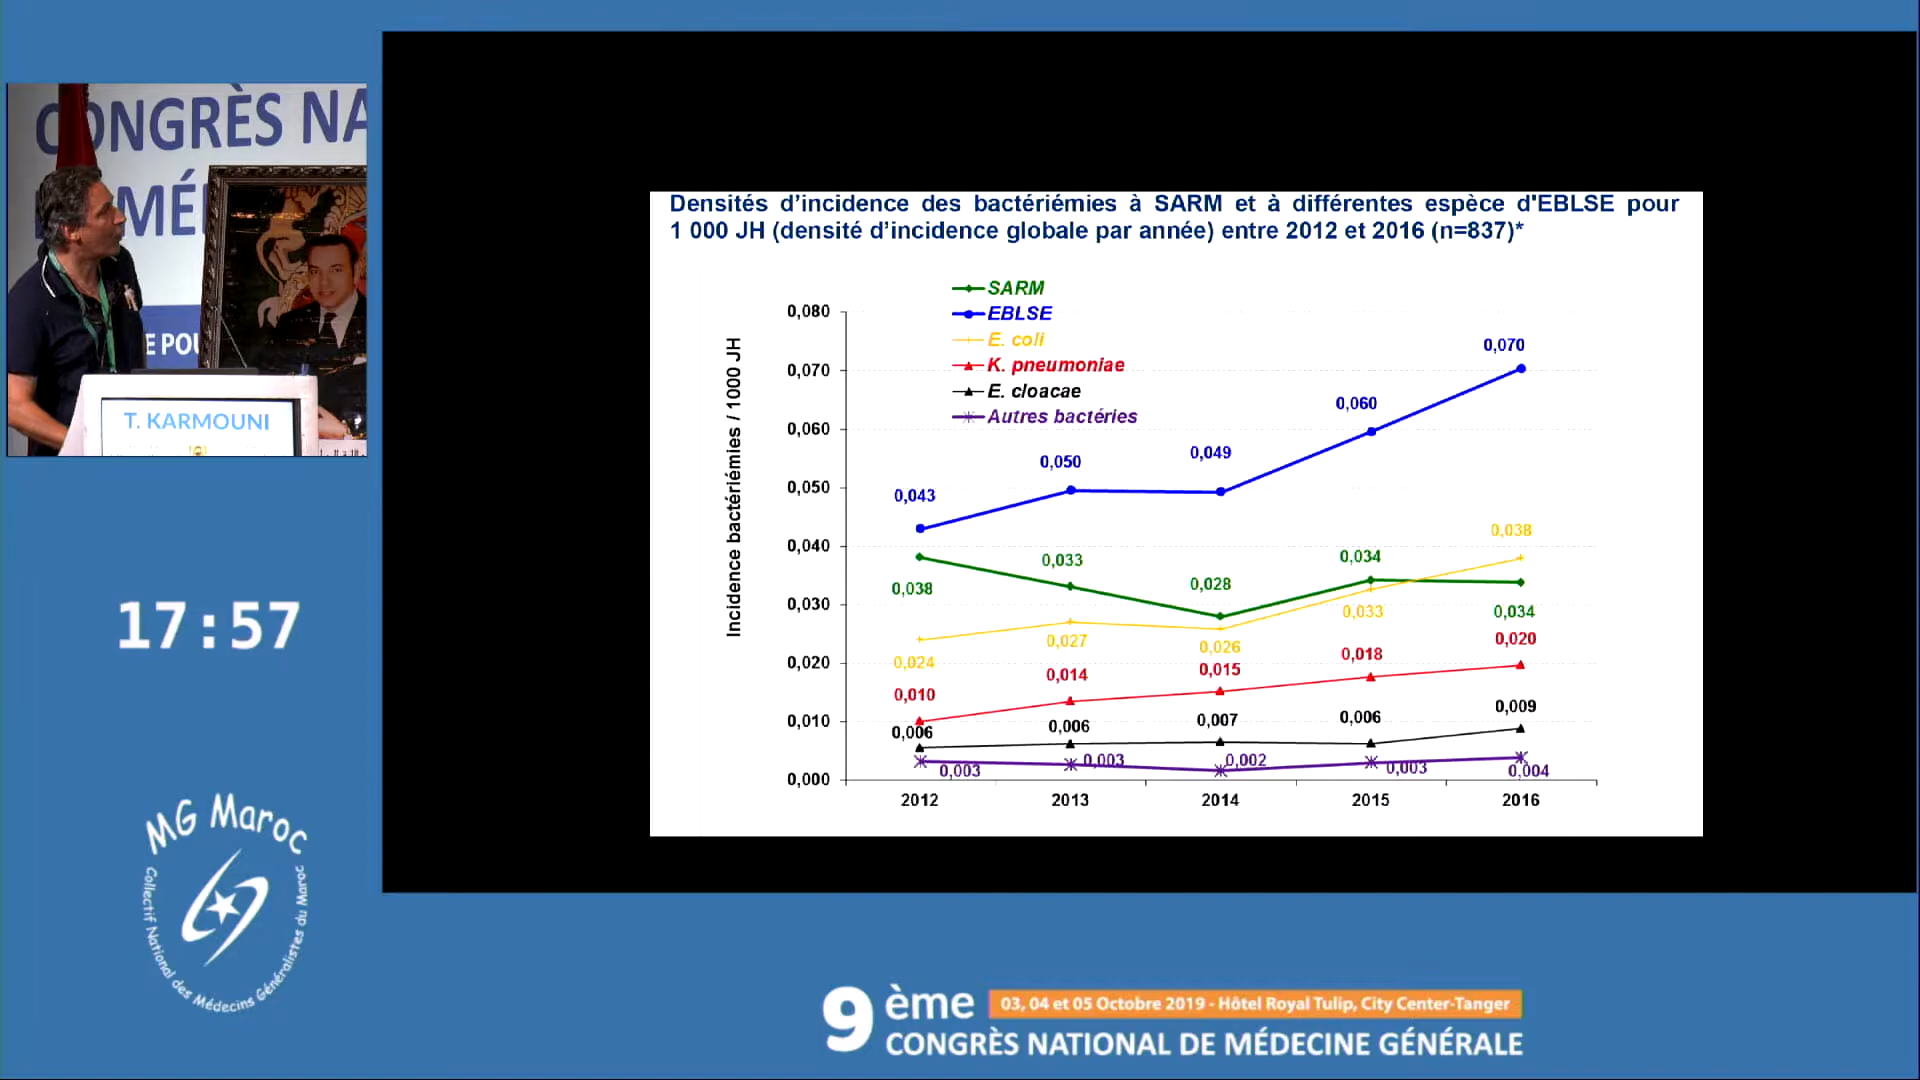 CONGRÈS NA
MÉ
E POU
T. KARMOUNI
17:57
MG Maroc
Collectif National des Médecins Généralistes du Maroc
Densités d’incidence des bactériémies à SARM et à différentes espèce d'EBLSE pour
1 000 JH (densité d’incidence globale par année) entre 2012 et 2016 (n=837)*
SARM
EBLSE
E. coli
K. pneumoniae
E. cloacae
Autres bactéries
Incidence bactériémies / 1000 JH
0,080
0,070
0,060
0,050
0,040
0,030
0,020
0,010
0,000
0,043 0,050 0,049 0,060 0,070
0,038 0,033 0,028 0,034 0,034
0,024 0,027 0,026 0,033 0,038
0,010 0,014 0,015 0,018 0,020
0,006 0,006 0,007 0,006 0,009
0,003 0,003 0,002 0,003 0,004
2012 2013 2014 2015 2016
9 ème
03, 04 et 05 Octobre 2019 - Hôtel Royal Tulip, City Center-Tanger
CONGRÈS NATIONAL DE MÉDECINE GÉNÉRALE